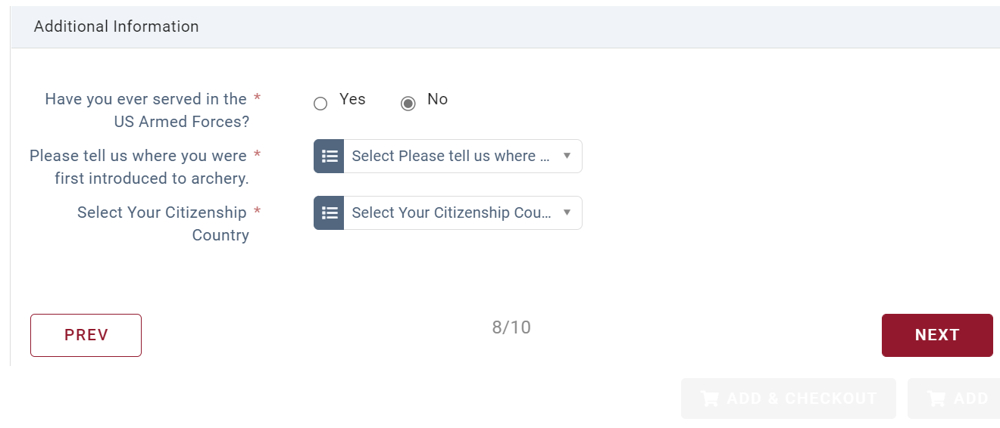 Additional Information
Have you ever served in the *
US Armed Forces?
Yes
No
Please tell us where you were *
first introduced to archery.
Select Please tell us where ...
Select Your Citizenship *
Country
Select Your Citizenship Cou...
PREV
8/10
NEXT
ADD & CHECKOUT
ADD